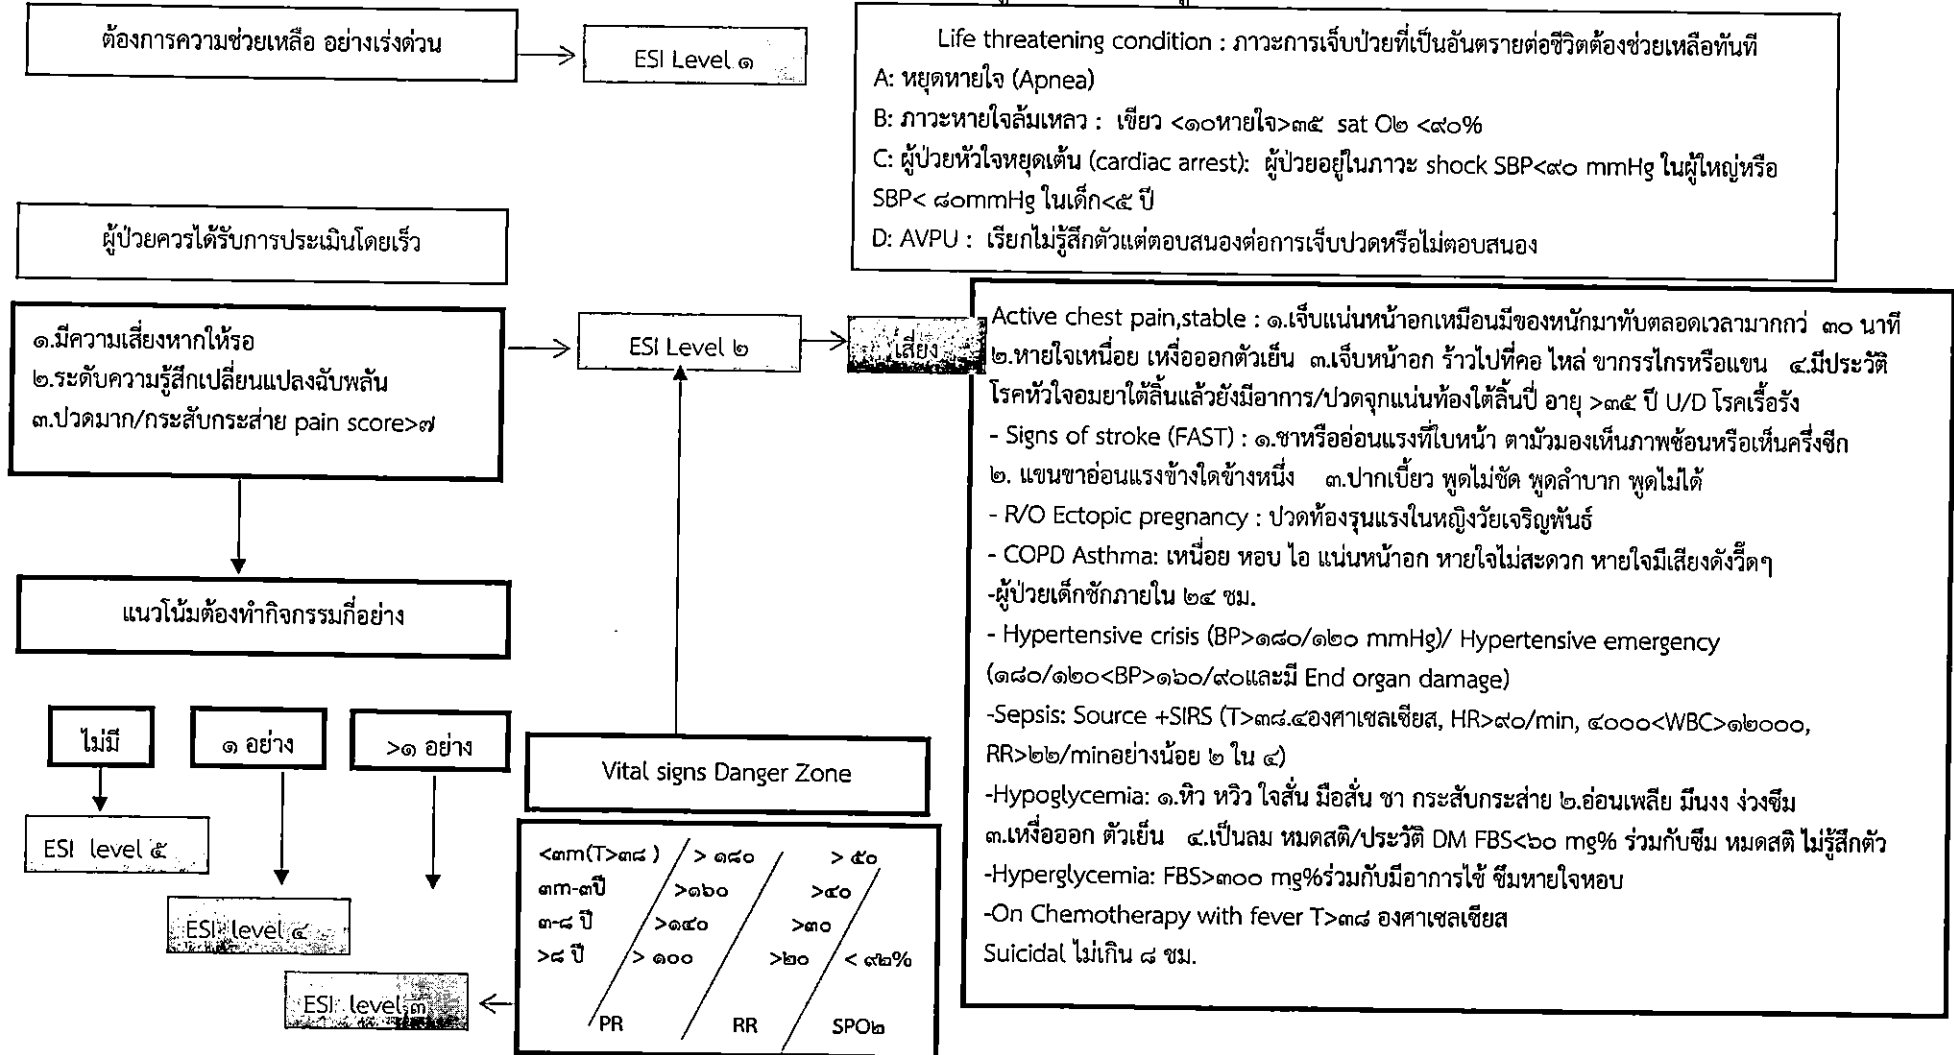 ต้องการความช่วยเหลือ อย่างเร่งด่วน
ESI Level ๑
Life threatening condition : ภาวะการเจ็บป่วยที่เป็นอันตรายต่อชีวิตต้องช่วยเหลือทันที
A: หยุดหายใจ (Apnea)
B: ภาวะหายใจล้มเหลว : เขียว <๑๐หายใจ>๓๕ sat O๒ <๙๐%
C: ผู้ป่วยหัวใจหยุดเต้น (cardiac arrest): ผู้ป่วยอยู่ในภาวะ shock SBP<๙๐ mmHg ในผู้ใหญ่หรือ
SBP< ๘๐mmHg ในเด็ก<๕ ปี
D: AVPU : เรียกไม่รู้สึกตัวแต่ตอบสนองต่อการเจ็บปวดหรือไม่ตอบสนอง
ผู้ป่วยควรได้รับการประเมินโดยเร็ว
๑.มีความเสี่ยงหากให้รอ
๒.ระดับความรู้สึกเปลี่ยนแปลงฉับพลัน
๓.ปวดมาก/กระสับกระส่าย pain score>๗
ESI Level ๒
เสี่ยง
Active chest pain,stable : ๑.เจ็บแน่นหน้าอกเหมือนมีของหนักมาทับตลอดเวลามากกว่ ๓๐ นาที
๒.หายใจเหนื่อย เหงื่อออกตัวเย็น ๓.เจ็บหน้าอก ร้าวไปที่คอ ไหล่ ขากรรไกรหรือแขน ๔.มีประวัติ
โรคหัวใจอมยาใต้ลิ้นแล้วยังมีอาการ/ปวดจุกแน่นท้องใต้ลิ้นปี่ อายุ >๓๕ ปี U/D โรคเรื้อรัง
- Signs of stroke (FAST) : ๑.ชาหรืออ่อนแรงที่ใบหน้า ตามัวมองเห็นภาพซ้อนหรือเห็นครึ่งซีก
๒. แขนขาอ่อนแรงข้างใดข้างหนึ่ง ๓.ปากเบี้ยว พูดไม่ชัด พูดลำบาก พูดไม่ได้
- R/O Ectopic pregnancy : ปวดท้องรุนแรงในหญิงวัยเจริญพันธ์
- COPD Asthma: เหนื่อย หอบ ไอ แน่นหน้าอก หายใจไม่สะดวก หายใจมีเสียงดังวี๊ดๆ
-ผู้ป่วยเด็กชักภายใน ๒๔ ชม.
- Hypertensive crisis (BP>๑๘๐/๑๒๐ mmHg)/ Hypertensive emergency
(๑๘๐/๑๒๐<BP>๑๖๐/๙๐และมี End organ damage)
-Sepsis: Source +SIRS (T>๓๘.๔องศาเซลเซียส, HR>๙๐/min, ๔๐๐๐<WBC>๑๒๐๐๐,
RR>๒๒/minอย่างน้อย ๒ ใน ๔)
-Hypoglycemia: ๑.หิว หวิว ใจสั่น มือสั่น ชา กระสับกระส่าย ๒.อ่อนเพลีย มึนงง ง่วงซึม
๓.เหงื่อออก ตัวเย็น ๔.เป็นลม หมดสติ/ประวัติ DM FBS<๖๐ mg% ร่วมกับซึม หมดสติ ไม่รู้สึกตัว
-Hyperglycemia: FBS>๓๐๐ mg%ร่วมกับมีอาการไข้ ซึมหายใจหอบ
-On Chemotherapy with fever T>๓๘ องศาเซลเซียส
Suicidal ไม่เกิน ๘ ชม.
แนวโน้มต้องทำกิจกรรมกี่อย่าง
ไม่มี
๑ อย่าง
>๑ อย่าง
ESI level ๕
ESI level ๔
ESI level ๓
Vital signs Danger Zone
<๓m(T>๓๘ ) > ๑๘๐ > ๕๐
๓m-๓ปี >๑๖๐ >๔๐
๓-๘ ปี >๑๔๐ >๓๐
>๘ ปี > ๑๐๐ >๒๐ < ๙๒%
PR RR SPO๒